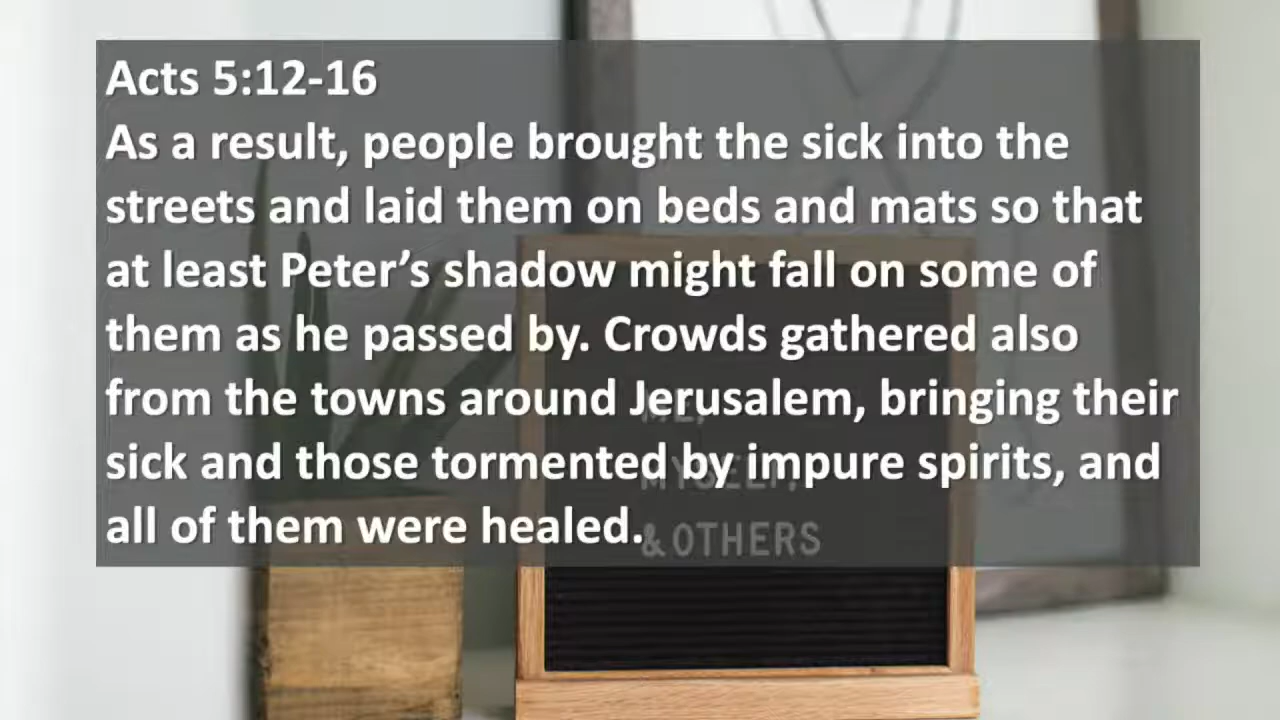 Acts 5:12-16
As a result, people brought the sick into the
streets and laid them on beds and mats so that
at least Peter’s shadow might fall on some of
them as he passed by. Crowds gathered also
from the towns around Jerusalem, bringing their
sick and those tormented by impure spirits, and
all of them were healed.
ME,
MYSELF,
& OTHERS